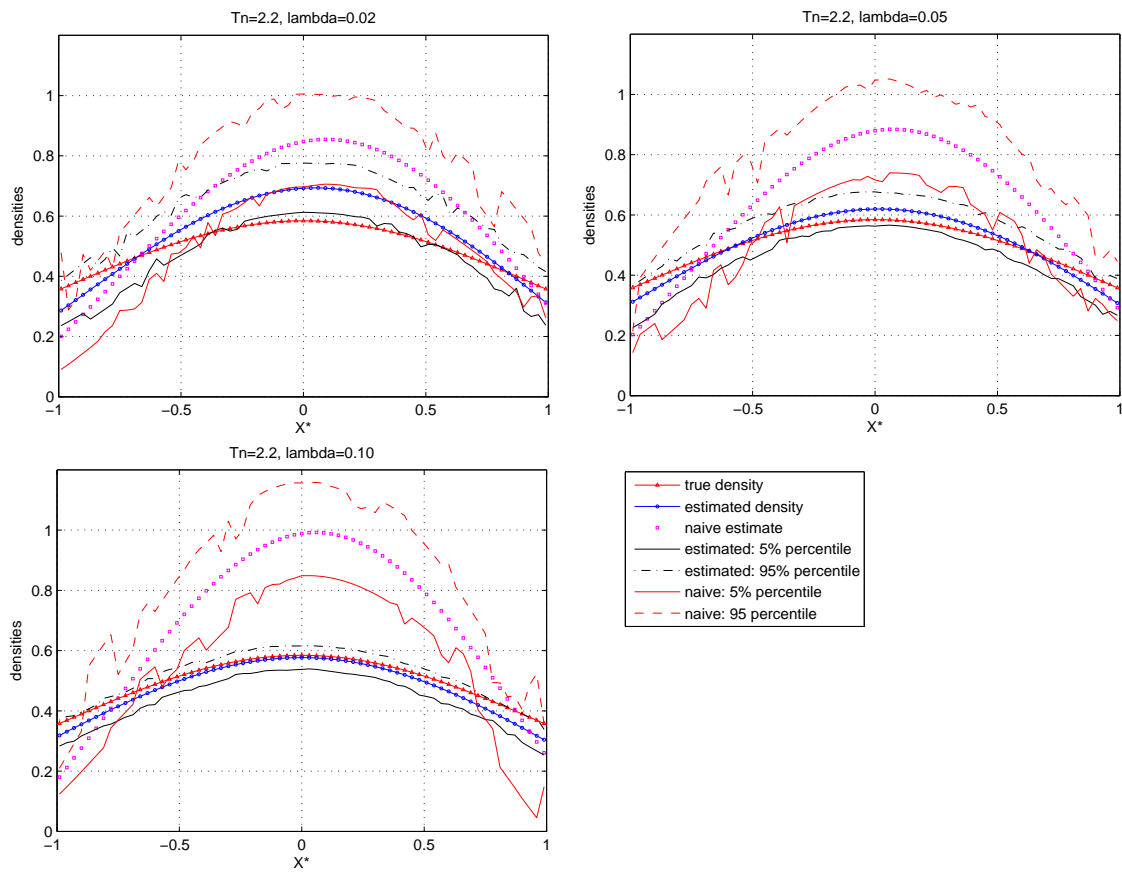 Tn=2.2, lambda=0.02
densities
1
0.8
0.6
0.4
0.2
0
−1
−0.5
0
0.5
1
X*
Tn=2.2, lambda=0.05
densities
1
0.8
0.6
0.4
0.2
0
−1
−0.5
0
0.5
1
X*
Tn=2.2, lambda=0.10
densities
1
0.8
0.6
0.4
0.2
0
−1
−0.5
0
0.5
1
X*
true density
estimated density
naive estimate
estimated: 5% percentile
estimated: 95% percentile
naive: 5% percentile
naive: 95 percentile